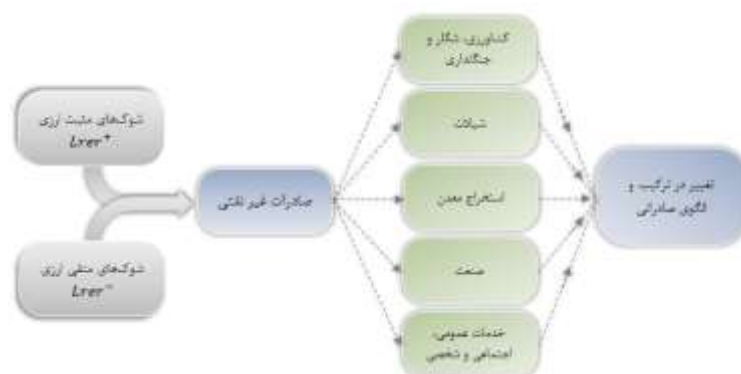 شوک‌های مثبت ارزی
Lrer⁺
شوک‌های منفی ارزی
Lrer⁻
صادرات غیر نفتی
کشاورزی، شکار و
جنگلداری
شیلات
استخراج معدن
صنعت
خدمات عمومی،
اجتماعی و شخصی
تغییر در ترکیب و
الگوی صادراتی